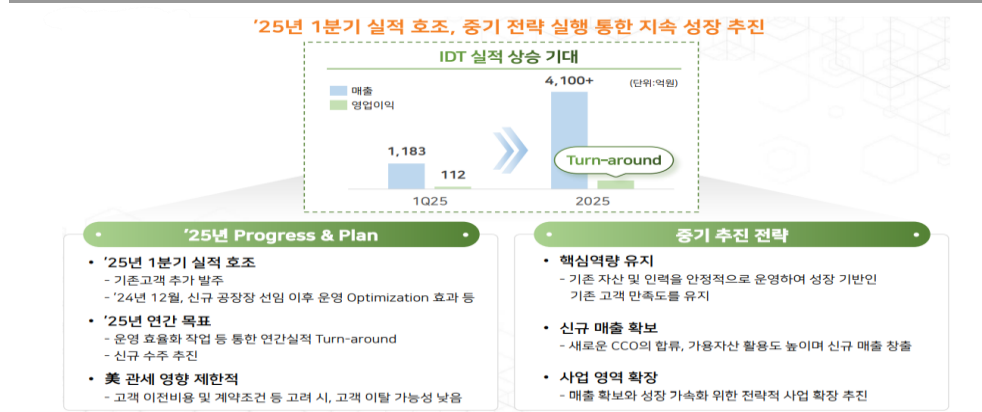 ’25년 1분기 실적 호조, 중기 전략 실행 통한 지속 성장 추진
IDT 실적 상승 기대
(단위:억원)
매출
영업이익
1,183
112
4,100+
Turn-around
1Q25
2025
’25년 Progress & Plan
• ’25년 1분기 실적 호조
- 기존고객 추가 발주
- ’24년 12월, 신규 공장장 선임 이후 운영 Optimization 효과 등
• ’25년 연간 목표
- 운영 효율화 작업 등 통한 연간실적 Turn-around
- 신규 수주 추진
• 美 관세 영향 제한적
- 고객 이전비용 및 계약조건 등 고려 시, 고객 이탈 가능성 낮음
중기 추진 전략
• 핵심역량 유지
- 기존 자산 및 인력을 안정적으로 운영하여 성장 기반인
기존 고객 만족도를 유지
• 신규 매출 확보
- 새로운 CCO의 합류, 가용자산 활용도 높이며 신규 매출 창출
• 사업 영역 확장
- 매출 확보와 성장 가속화 위한 전략적 사업 확장 추진